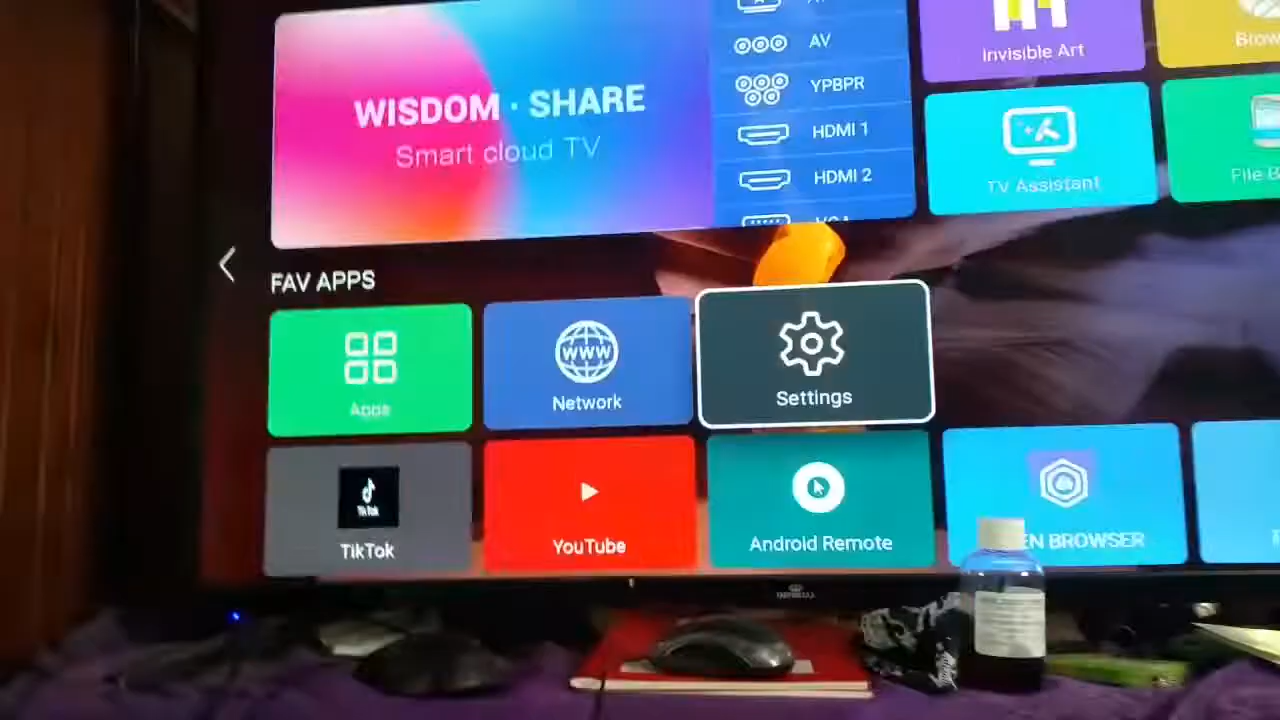 WISDOM · SHARE
Smart cloud TV
AV
YPBPR
HDMI 1
HDMI 2
Invisible Art
TV Assistant
FAV APPS
Apps
Network
WWW
Settings
TikTok
YouTube
Android Remote
BROWSER